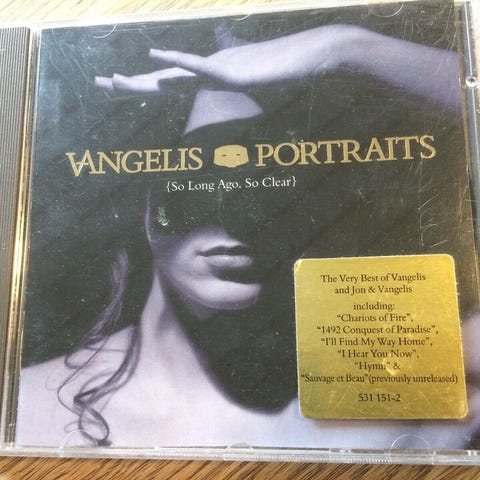 VANGELIS PORTRAITS
{So Long Ago, So Clear}
The Very Best of Vangelis
and Jon & Vangelis
including:
"Chariots of Fire",
"1492 Conquest of Paradise",
"I'll Find My Way Home",
"I Hear You Now",
"Hymn" &
"Sauvage et Beau"(previously unreleased)
531 151-2